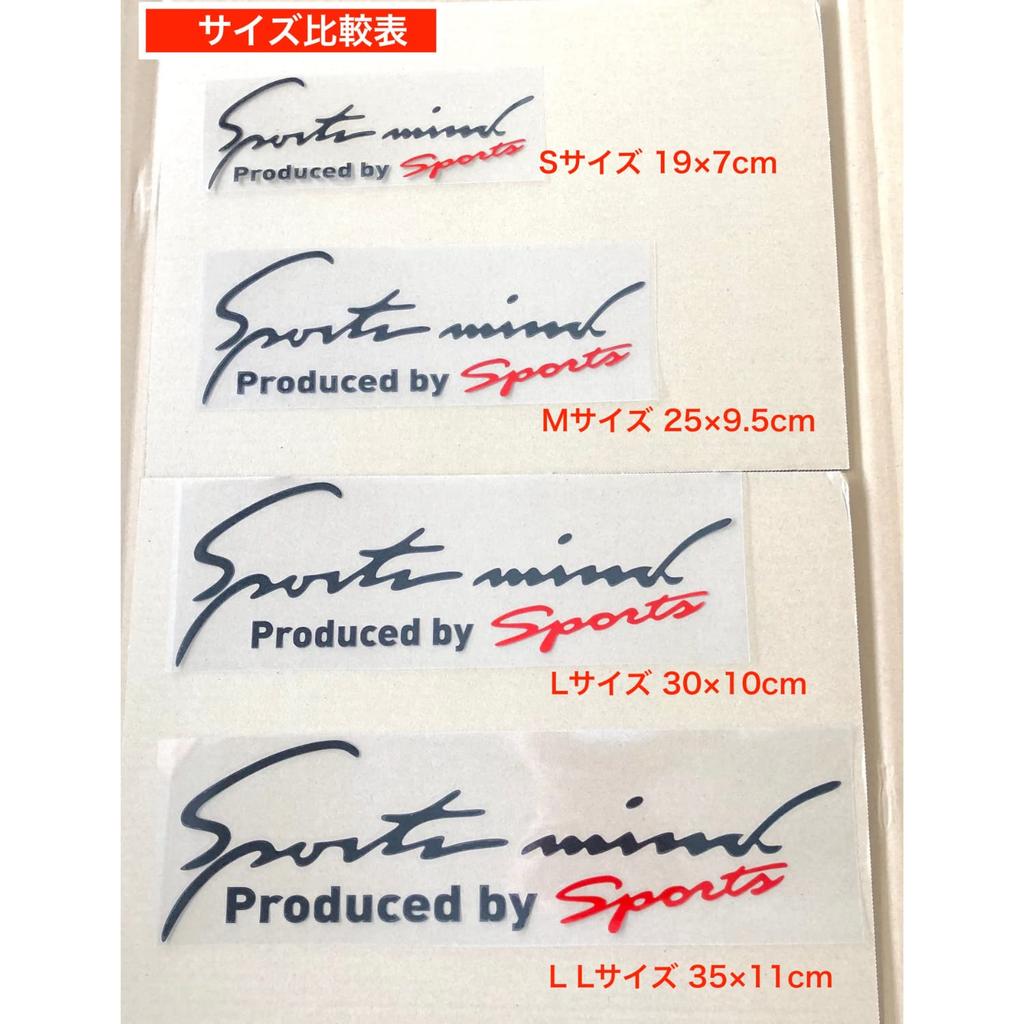 サイズ比較表
Sports mind
Produced by Sports
Sサイズ 19×7cm
Sports mind
Produced by Sports
Mサイズ 25×9.5cm
Sports mind
Produced by Sports
Lサイズ 30×10cm
Sports mind
Produced by Sports
L Lサイズ 35×11cm